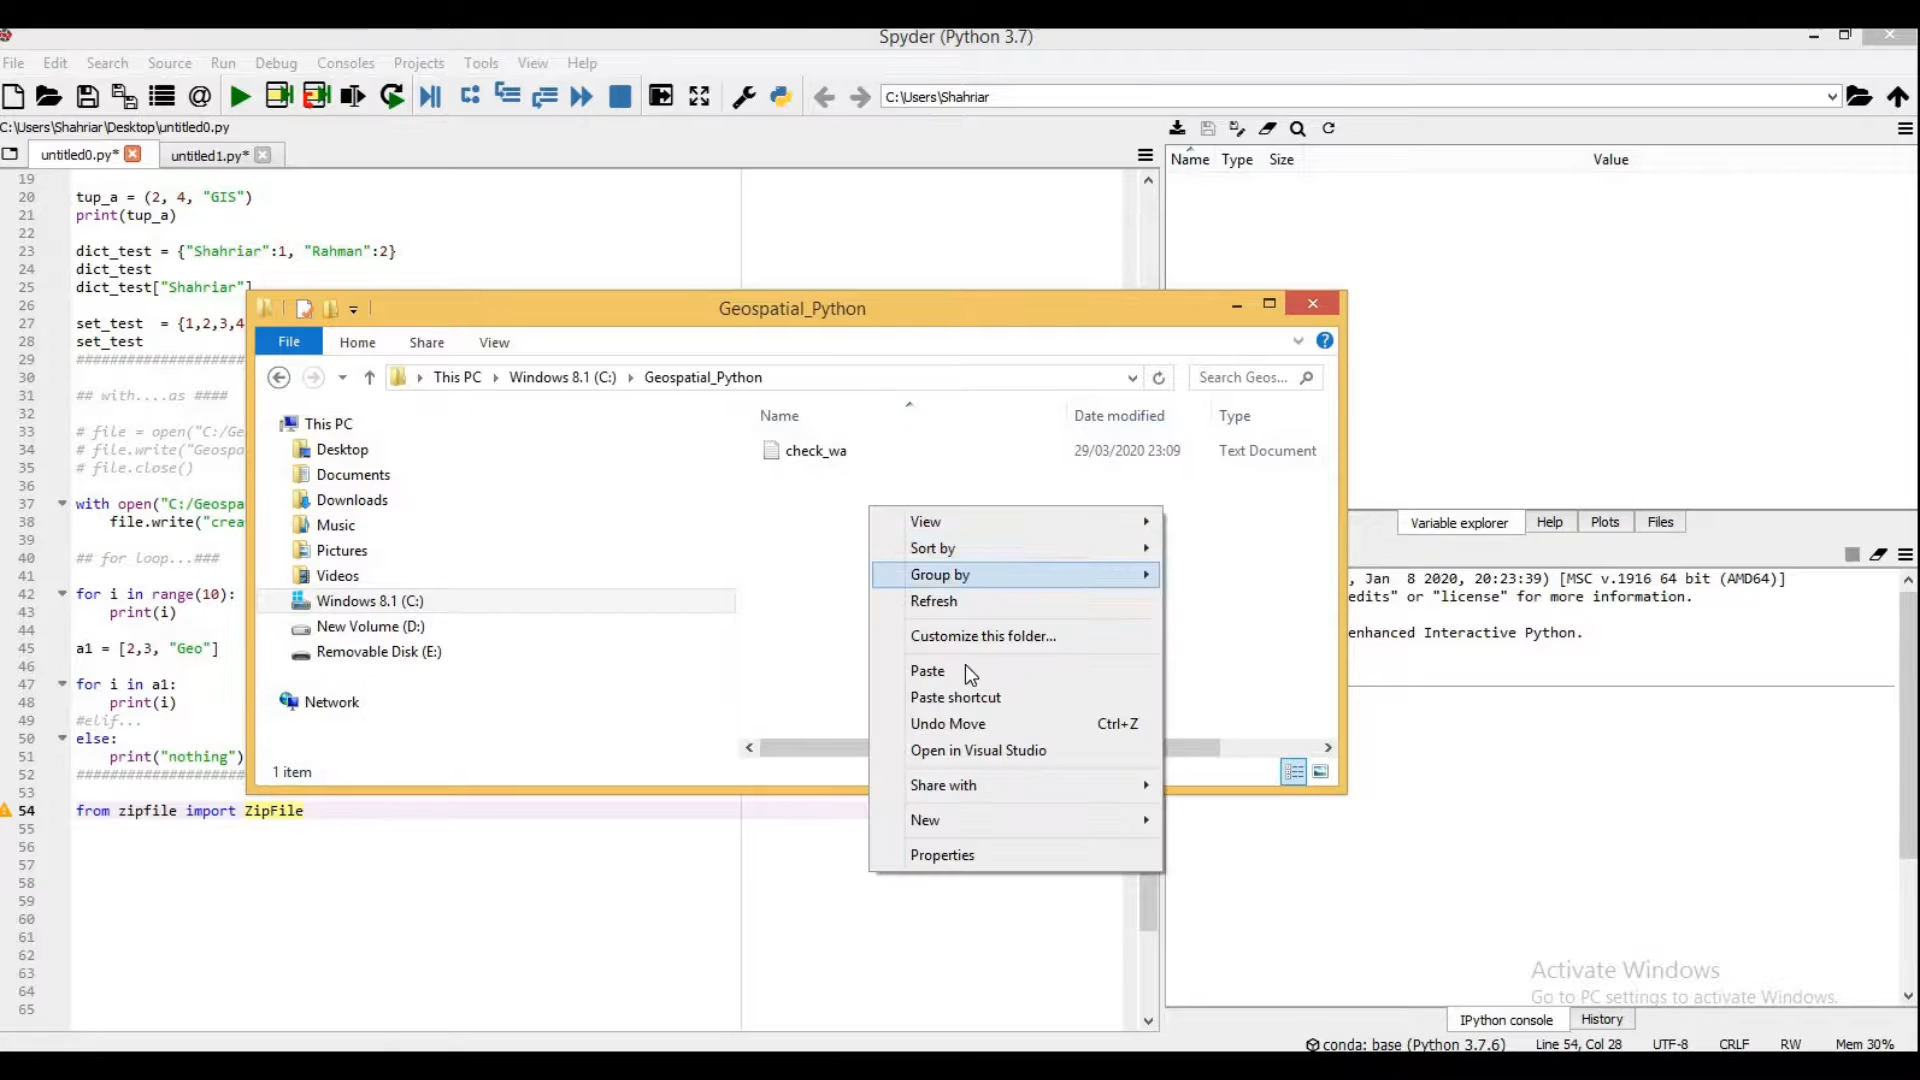 Spyder (Python 3.7)
File Edit Search Source Run Debug Consoles Projects Tools View Help
C:\Users\Shahriar
C:\Users\Shahriar\Desktop\untitled0.py
untitled0.py* untitled1.py*
Name Type Size Value
19
20 tup_a = (2, 4, "GIS")
21 print(tup_a)
22
23 dict_test = {"Shahriar":1, "Rahman":2}
24 dict_test
25 dict_test["Shahriar"]
26
27 set_test = {1,2,3,4
28 set_test
29 ####################
30
31 ## with....as ####
32
33 # file = open("C:/Ge
34 # file.write("Geospa
35 # file.close()
36
37 with open("C:/Geospa
38 file.write("crea
39
40 ## for loop...###
41
42 for i in range(10):
43 print(i)
44
45 a1 = [2,3, "Geo"]
46
47 for i in a1:
48 print(i)
49 #elif...
50 else:
51 print("nothing")
52 ####################
53
54 from zipfile import ZipFile
55
56
57
58
59
60
61
62
63
64
65
Geospatial_Python
File Home Share View
This PC Windows 8.1 (C:) Geospatial_Python
Search Geos...
Name Date modified Type
check_wa 29/03/2020 23:09 Text Document
This PC
Desktop
Documents
Downloads
Music
Pictures
Videos
Windows 8.1 (C:)
New Volume (D:)
Removable Disk (E:)
Network
1 item
View
Sort by
Group by
Refresh
Customize this folder...
Paste
Paste shortcut
Undo Move Ctrl+Z
Open in Visual Studio
Share with
New
Properties
Variable explorer Help Plots Files
, Jan 8 2020, 20:23:39) [MSC v.1916 64 bit (AMD64)]
edits" or "license" for more information.
enhanced Interactive Python.
Activate Windows
Go to PC settings to activate Windows.
IPython console History
conda: base (Python 3.7.6) Line 54, Col 28 UTF-8 CRLF RW Mem 30%